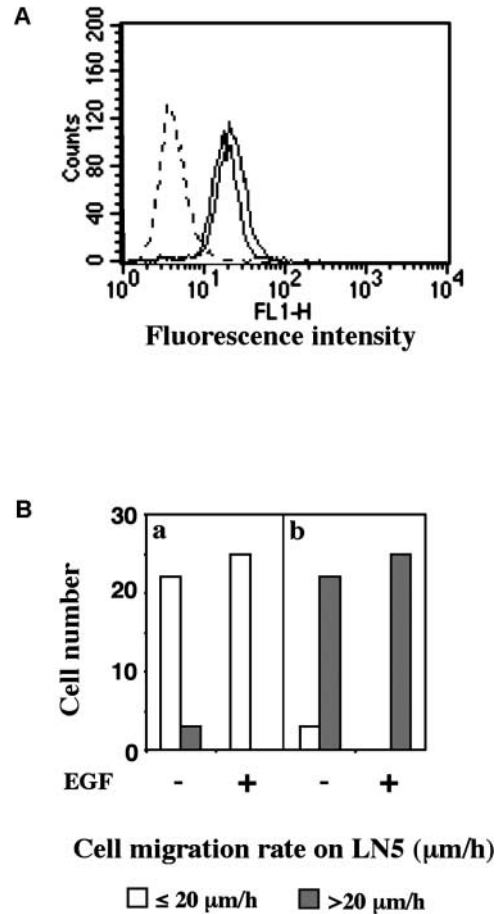 A
200
160
120
80
40
0
Counts
10^0 10^1 10^2 10^3 10^4
FL1-H
Fluorescence intensity
B
30
20
10
0
Cell number
a b
EGF - + - +
Cell migration rate on LN5 (μm/h)
≤ 20 μm/h >20 μm/h